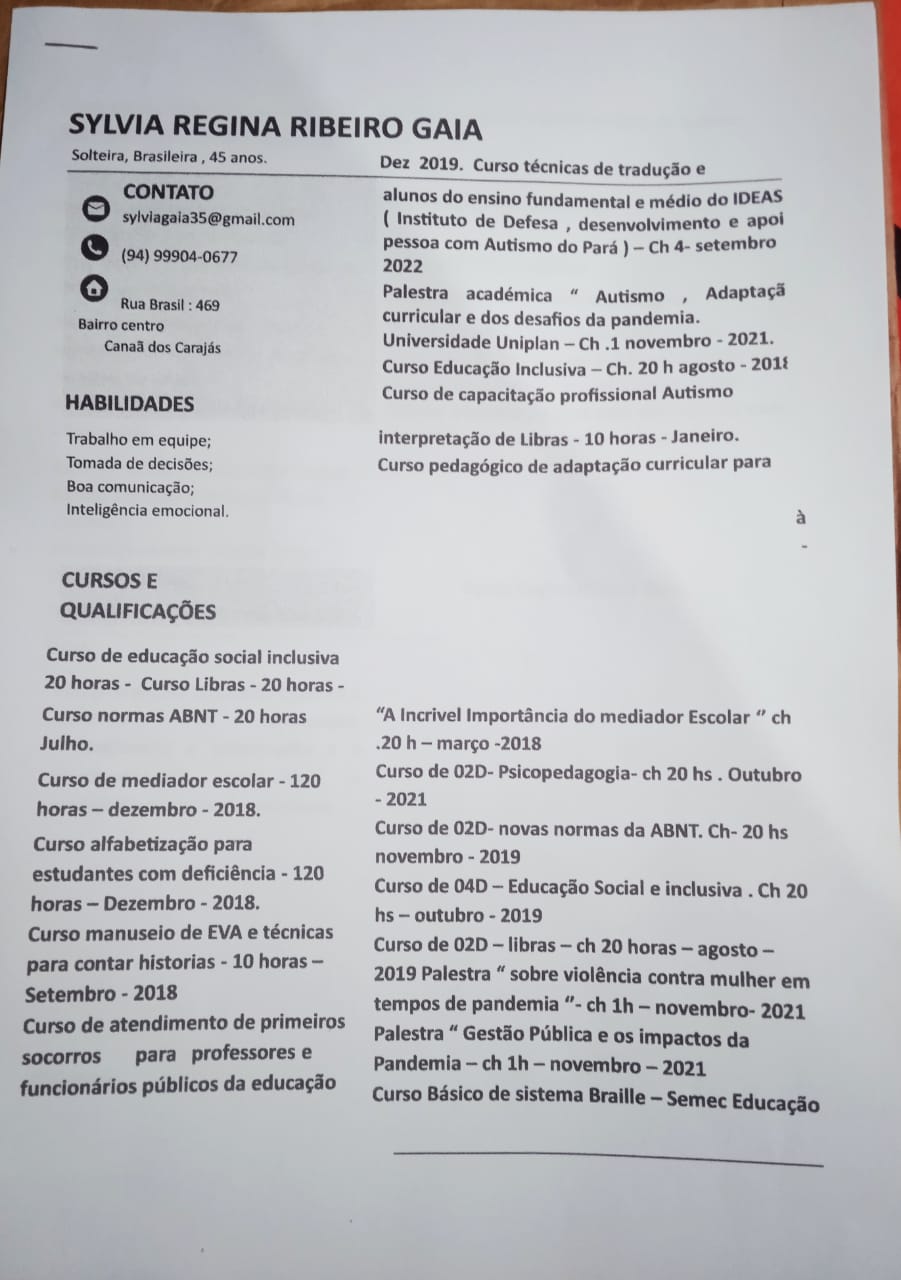 SYLVIA REGINA RIBEIRO GAIA
Solteira, Brasileira , 45 anos.
CONTATO
sylviagaia35@gmail.com
(94) 99904-0677
Rua Brasil : 469
Bairro centro
Canaã dos Carajás
HABILIDADES
Trabalho em equipe;
Tomada de decisões;
Boa comunicação;
Inteligência emocional.
CURSOS E
QUALIFICAÇÕES
Curso de educação social inclusiva
20 horas - Curso Libras - 20 horas -
Curso normas ABNT - 20 horas
Julho.
Curso de mediador escolar - 120
horas – dezembro - 2018.
Curso alfabetização para
estudantes com deficiência - 120
horas – Dezembro - 2018.
Curso manuseio de EVA e técnicas
para contar historias - 10 horas –
Setembro - 2018
Curso de atendimento de primeiros
socorros para professores e
funcionários públicos da educação
Dez 2019. Curso técnicas de tradução e
alunos do ensino fundamental e médio do IDEAS
( Instituto de Defesa , desenvolvimento e apoi
pessoa com Autismo do Pará ) – Ch 4- setembro
2022
Palestra académica “ Autismo , Adaptaçã
curricular e dos desafios da pandemia.
Universidade Uniplan – Ch .1 novembro - 2021.
Curso Educação Inclusiva – Ch. 20 h agosto - 2018
Curso de capacitação profissional Autismo
interpretação de Libras - 10 horas - Janeiro.
Curso pedagógico de adaptação curricular para
à
-
“A Incrivel Importância do mediador Escolar ” ch
.20 h – março -2018
Curso de 02D- Psicopedagogia- ch 20 hs . Outubro
- 2021
Curso de 02D- novas normas da ABNT. Ch- 20 hs
novembro - 2019
Curso de 04D – Educação Social e inclusiva . Ch 20
hs – outubro - 2019
Curso de 02D – libras – ch 20 horas – agosto –
2019 Palestra “ sobre violência contra mulher em
tempos de pandemia ”- ch 1h – novembro- 2021
Palestra “ Gestão Pública e os impactos da
Pandemia – ch 1h – novembro – 2021
Curso Básico de sistema Braille – Semec Educação